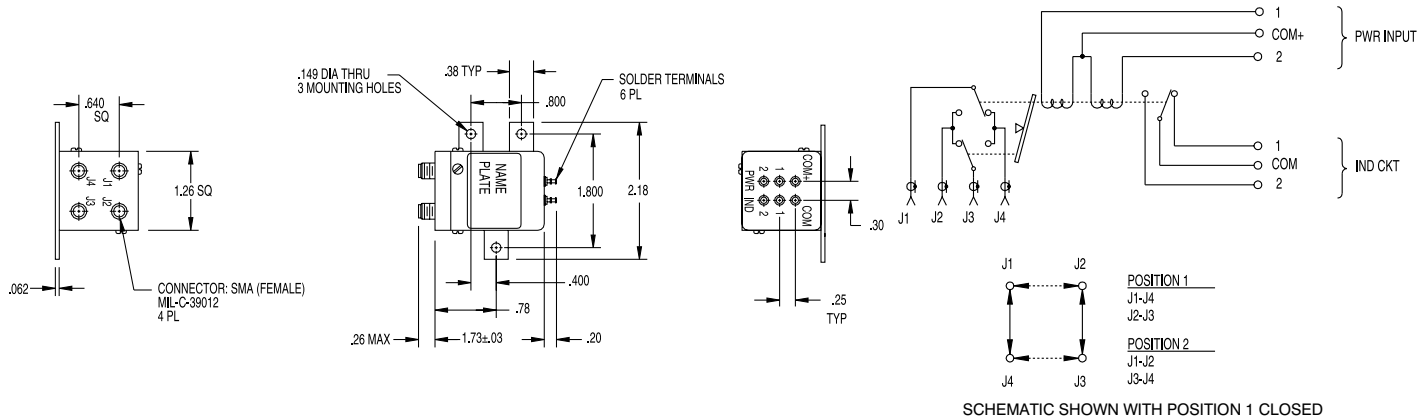 .640
SQ
J4
J1
J3
J2
1.26 SQ
.062
CONNECTOR: SMA (FEMALE)
MIL-C-39012
4 PL
.149 DIA THRU
3 MOUNTING HOLES
.38 TYP
.800
SOLDER TERMINALS
6 PL
NAME
PLATE
1.800
2.18
.400
.78
.26 MAX
1.73±.03
.20
COM+
1
2
PWR
IND
2
1
COM
.30
.25
TYP
1
COM+
2
PWR INPUT
1
COM
2
IND CKT
J1
J2
J3
J4
J1
J2
J4
J3
POSITION 1
J1-J4
J2-J3
POSITION 2
J1-J2
J3-J4
SCHEMATIC SHOWN WITH POSITION 1 CLOSED